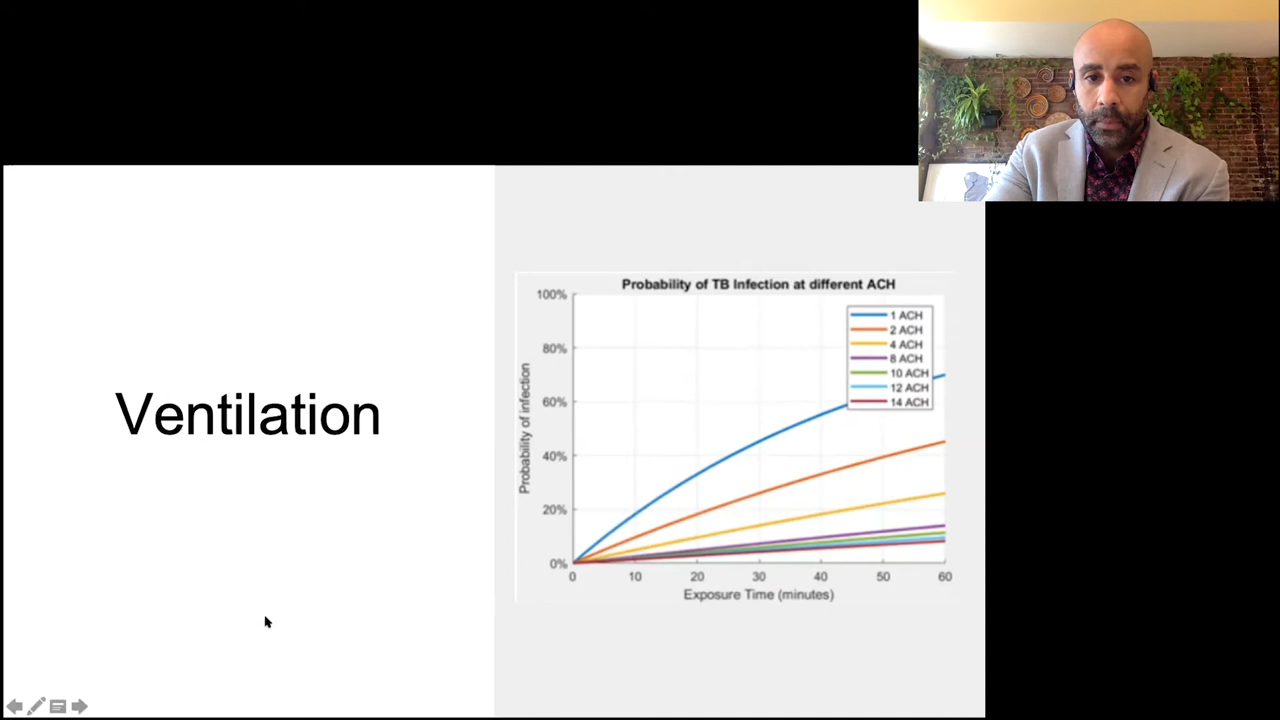 Ventilation
Probability of TB Infection at different ACH
100%
80%
60%
40%
20%
0%
Probability of infection
1 ACH
2 ACH
4 ACH
8 ACH
10 ACH
12 ACH
14 ACH
0 10 20 30 40 50 60
Exposure Time (minutes)